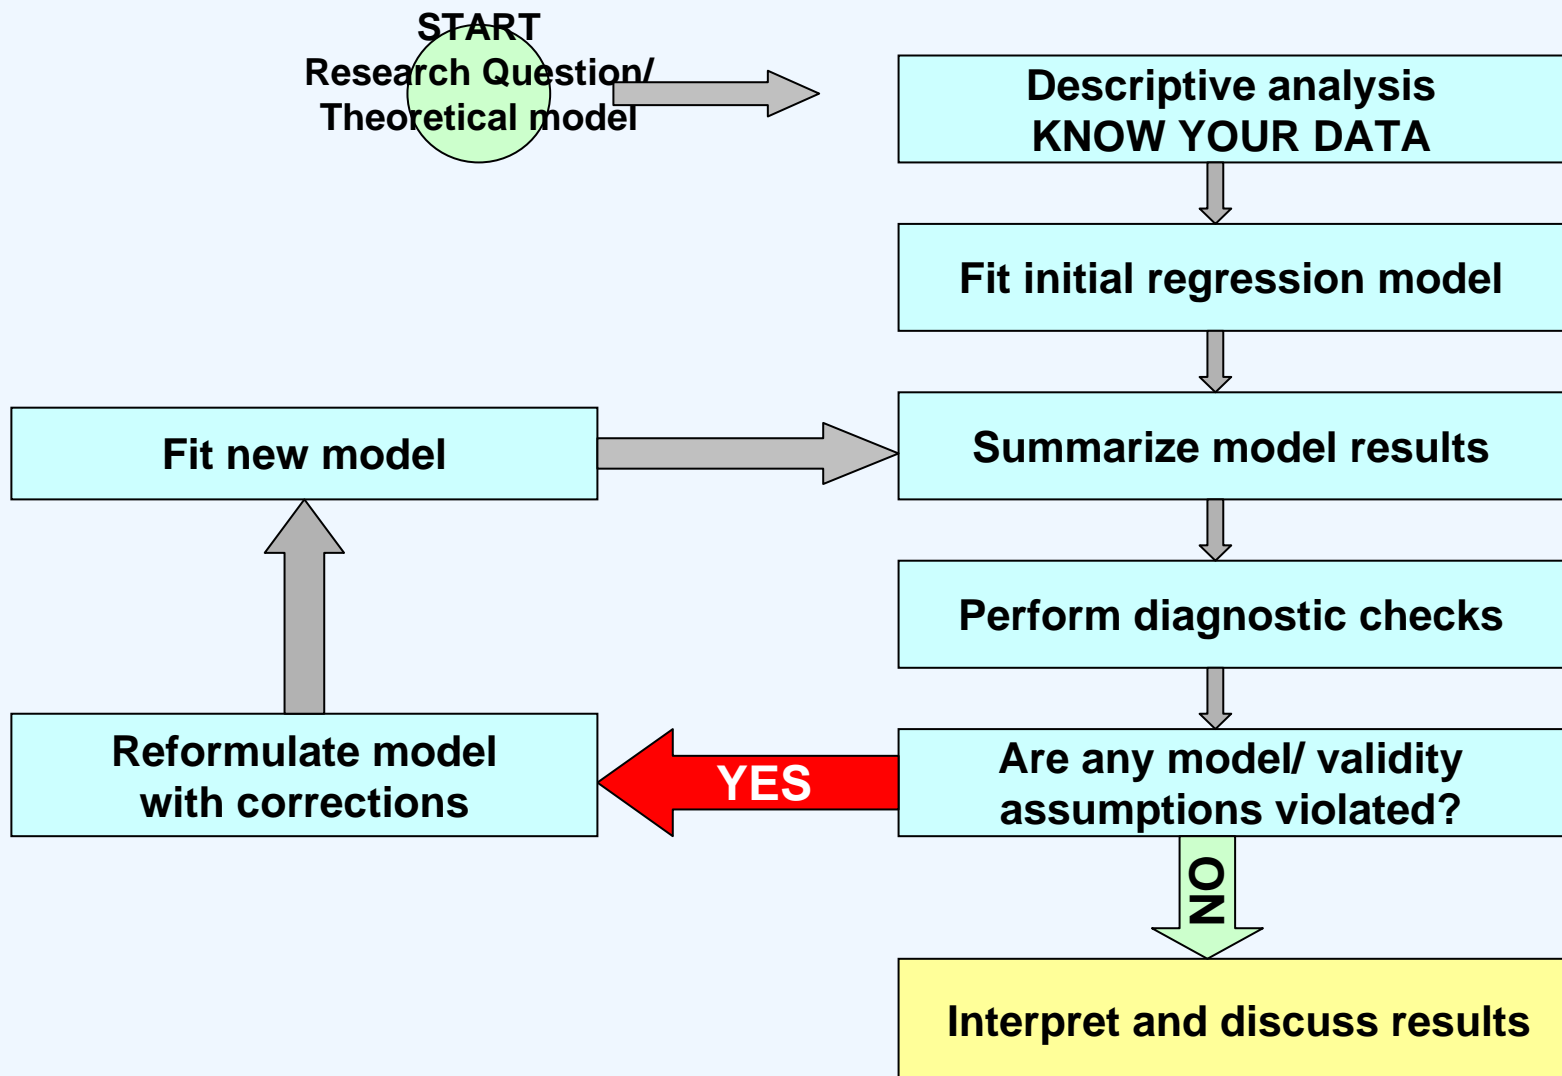 START
Research Question/
Theoretical model
Descriptive analysis
KNOW YOUR DATA
Fit initial regression model
Fit new model
Summarize model results
Perform diagnostic checks
Reformulate model
with corrections
YES
Are any model/ validity
assumptions violated?
NO
Interpret and discuss results